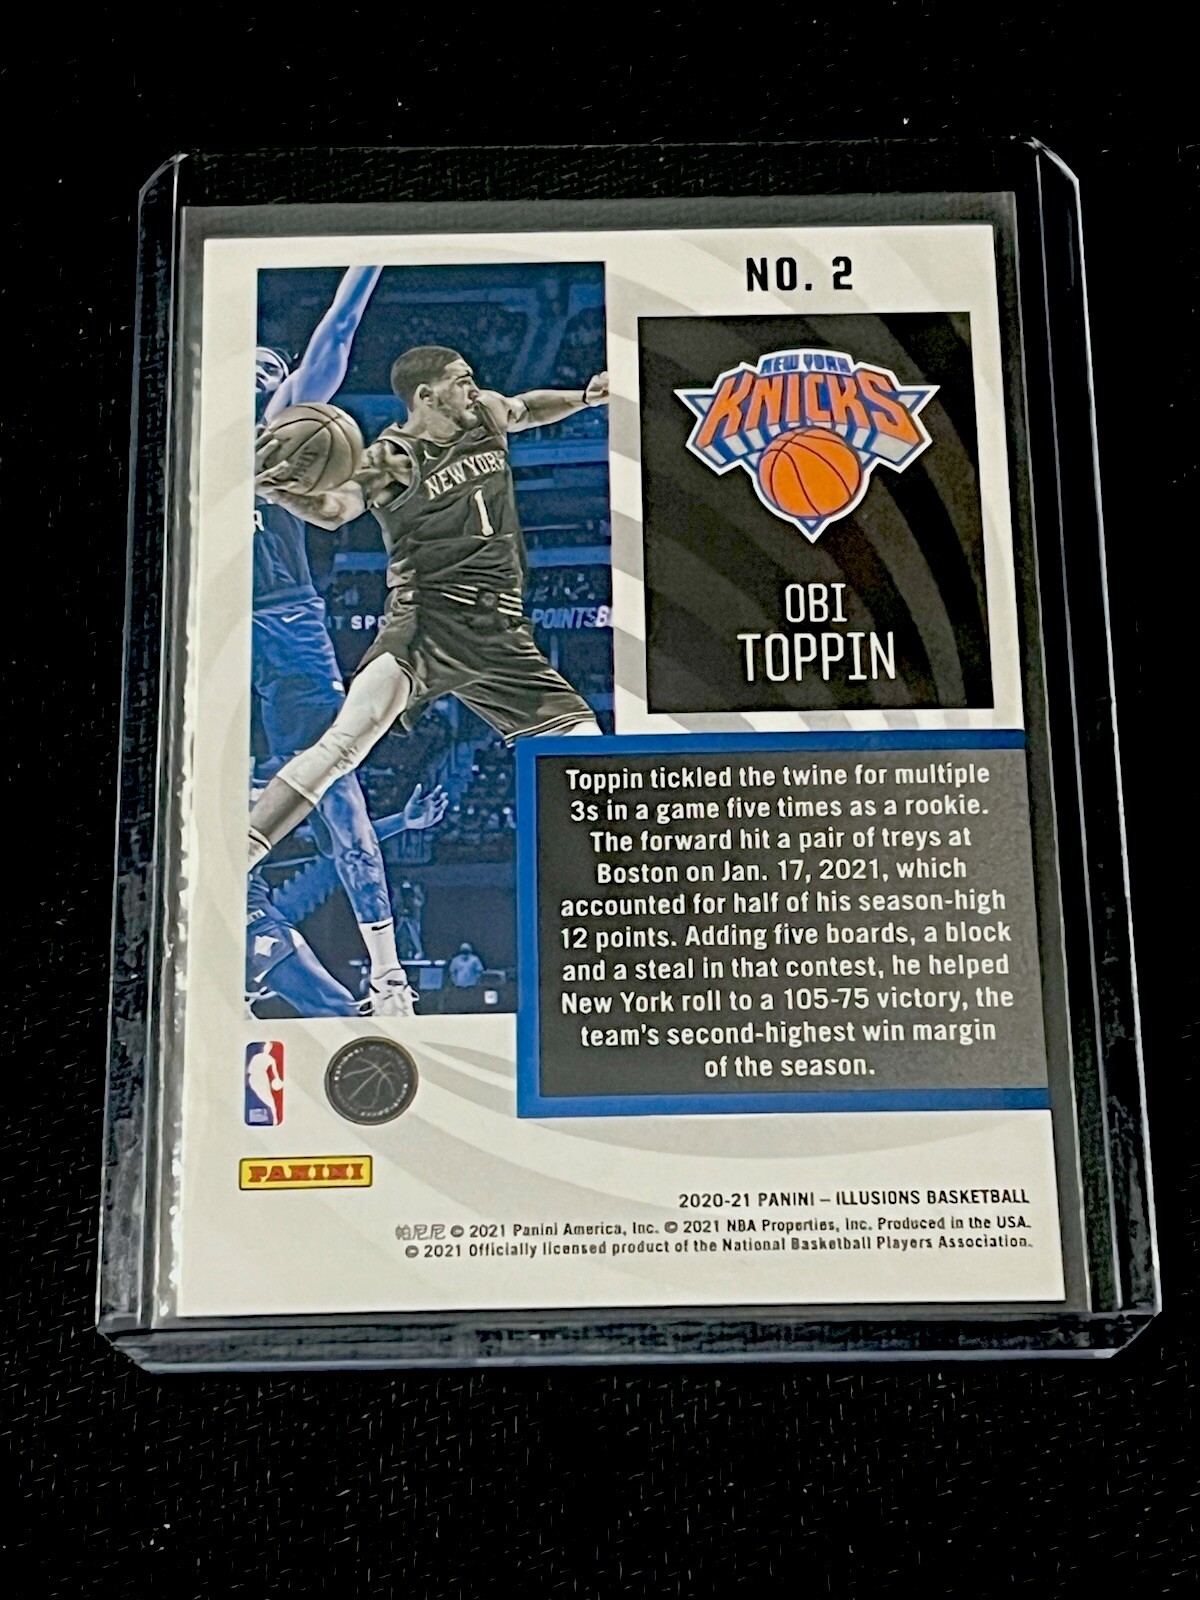 NO. 2
NEW YORK
KNICKS
OBI
TOPPIN
NEW YORK
1
IT SPO
POINTSB
Toppin tickled the twine for multiple
3s in a game five times as a rookie.
The forward hit a pair of treys at
Boston on Jan. 17, 2021, which
accounted for half of his season-high
12 points. Adding five boards, a block
and a steal in that contest, he helped
New York roll to a 105-75 victory, the
team's second-highest win margin
of the season.
NBA
PANINI
2020-21 PANINI – ILLUSIONS BASKETBALL
帕尼尼 © 2021 Panini America, Inc. © 2021 NBA Properties, Inc. Produced in the USA.
© 2021 Officially licensed product of the National Basketball Players Association.